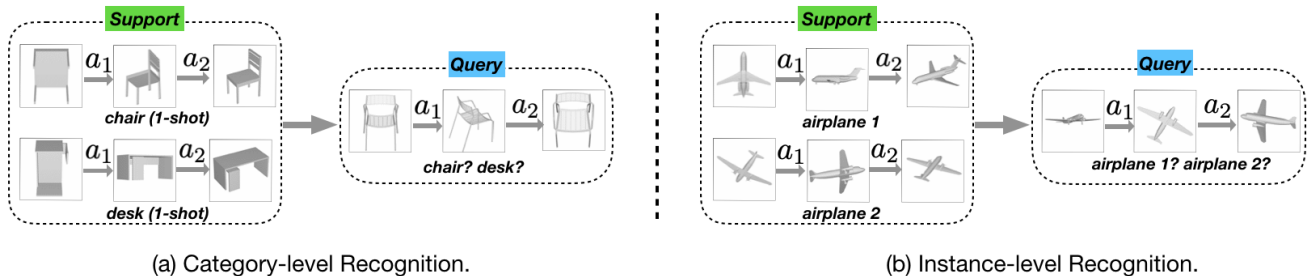 Support
a1 a2
chair (1-shot)
a1 a2
desk (1-shot)
Query
a1 a2
chair? desk?
(a) Category-level Recognition.
Support
a1 a2
airplane 1
a1 a2
airplane 2
Query
a1 a2
airplane 1? airplane 2?
(b) Instance-level Recognition.